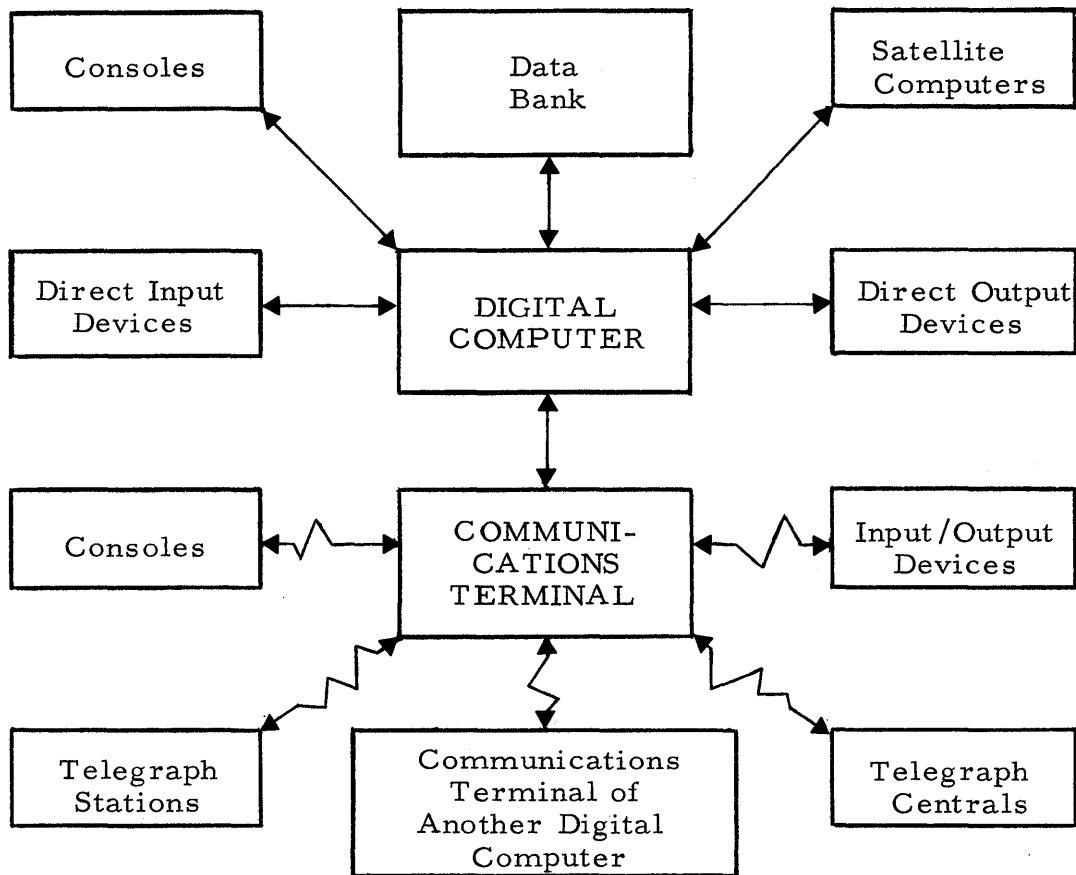 Consoles
Data
Bank
Satellite
Computers
Direct Input
Devices
DIGITAL
COMPUTER
Direct Output
Devices
Consoles
COMMUNI-
CATIONS
TERMINAL
Input/Output
Devices
Telegraph
Stations
Communications
Terminal of
Another Digital
Computer
Telegraph
Centrals